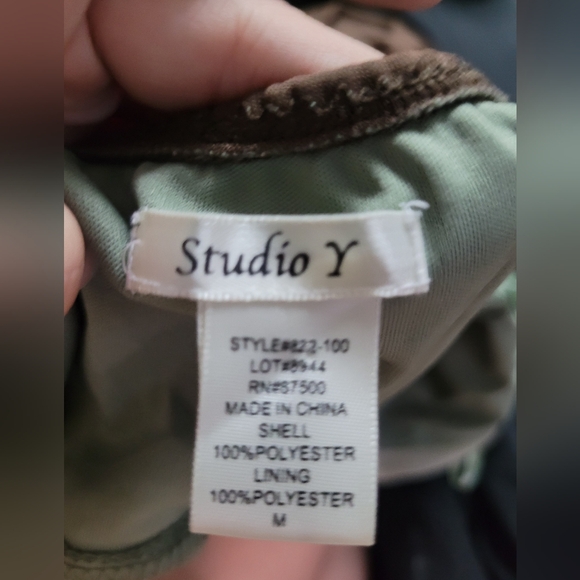 Studio Y
STYLE#822-100
LOT#8944
RN#87500
MADE IN CHINA
SHELL
100%POLYESTER
LINING
100%POLYESTER
M